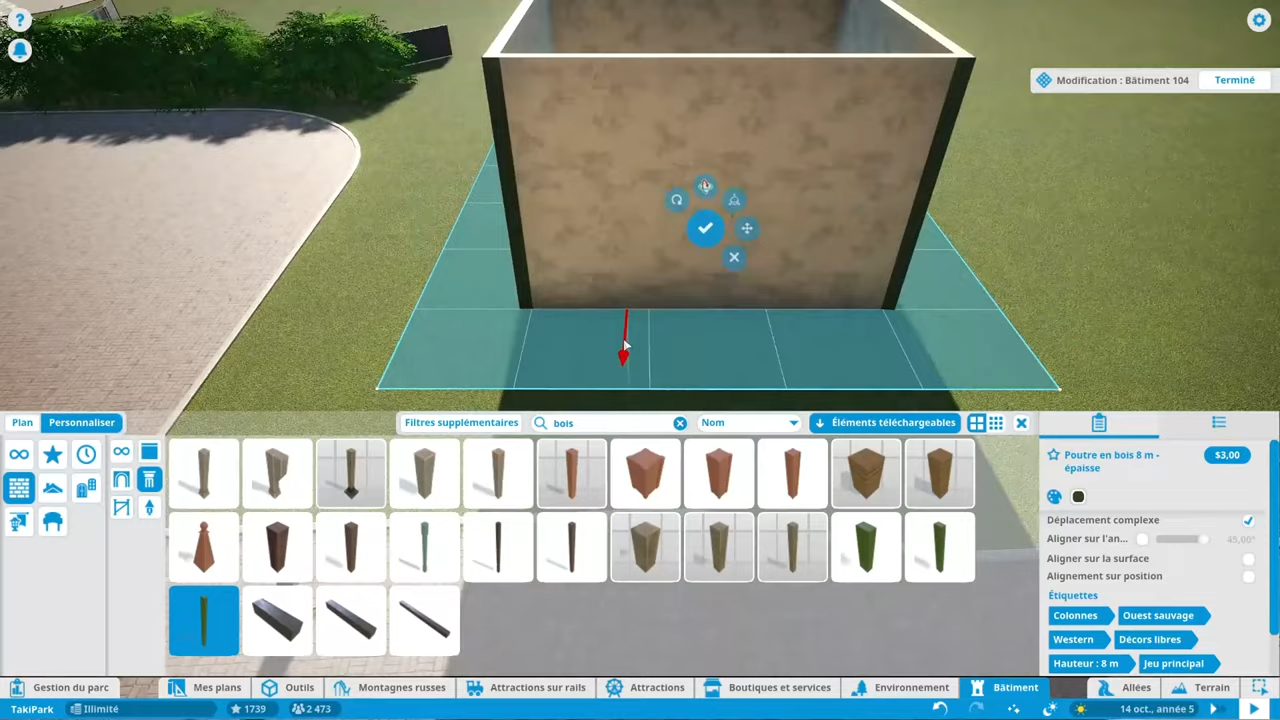 ?
Modification : Bâtiment 104
Terminé
Plan
Personnaliser
Filtres supplémentaires
bois
Nom
Éléments téléchargeables
Poutre en bois 8 m - épaisse
$3,00
Déplacement complexe
Aligner sur l'an...
45,00°
Aligner sur la surface
Alignement sur position
Étiquettes
Colonnes
Ouest sauvage
Western
Décors libres
Hauteur : 8 m
Jeu principal
Gestion du parc
Mes plans
Outils
Montagnes russes
Attractions sur rails
Attractions
Boutiques et services
Environnement
Bâtiment
Allées
Terrain
TakiPark
Illimité
1739
2 473
14 oct., année 5